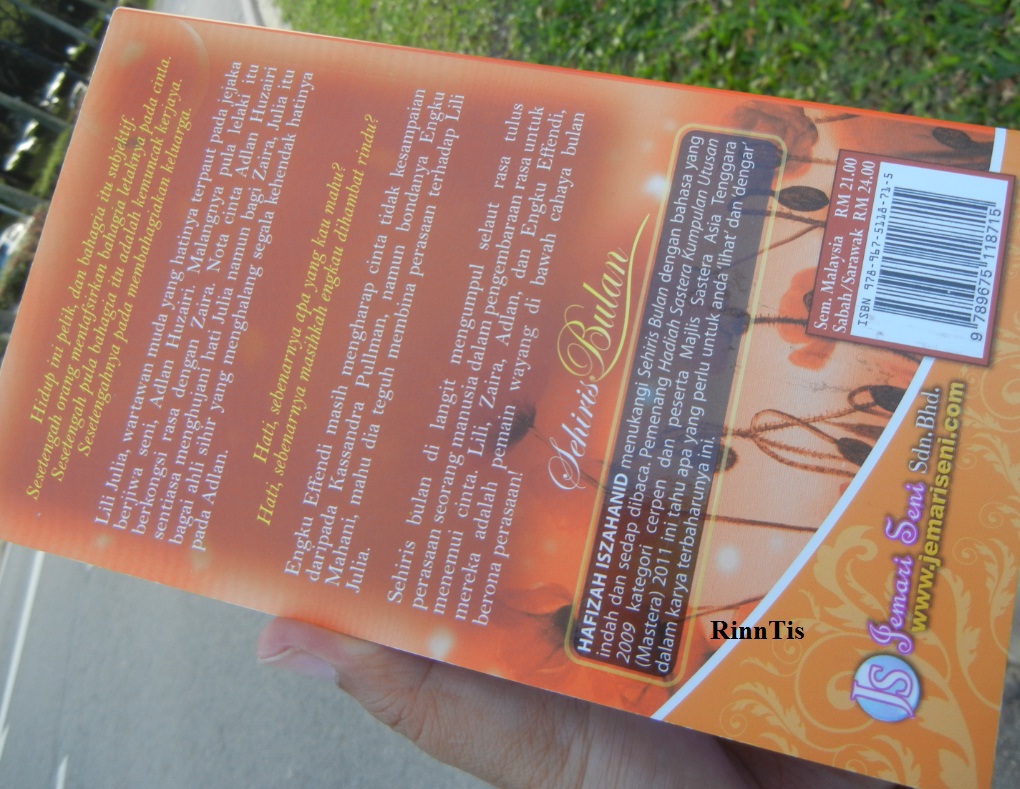 Hidup ini pelik, dan bahagia itu subjektif.
Sesetengah orang mentafsirkan bahagia letaknya pada cinta.
Setengah pula bahagia itu adalah kemuncak kerjaya.
Setengahnya pada membahagiakan keluarga.
Lili Julia, wartawan muda yang hatinya terpaut pada jejaka
berjiwa seni, Adlan Huzairi. Malangnya pula lelaki itu
berkongsi rasa dengan Zaira. Nota cinta Adlan Huzairi
sentiasa menghujani hati Julia namun bagi Zaira, Julia itu
bagai ahli sihir yang menghalang segala kehendak hatinya
pada Adlan.
Hati, sebenarnya apa yang kau mahu?
Hati, sebenarnya masihkah engkau dihambat rindu?
Engku Effendi masih mengharap cinta tidak kesampaian
daripada Kassandra Pullman, namun bondanya Engku
Mahani, mahu dia teguh membina perasaan terhadap Lili
Julia.
Sehiris bulan di langit mengumpul selaut rasa tulus
perasaan seorang manusia dalam pengembaraan rasa untuk
menemui cinta. Lili, Zaira, Adlan, dan Engku Effendi,
mereka adalah pemain wayang di bawah cahaya bulan
berona perasaan!
Sehiris Bulan
HAFIZAH ISZAHANID menukangi Sehiris Bulan dengan bahasa yang
indah dan sedap dibaca. Pemenang Hadiah Sastera Kumpulan Utusan
2009 kategori cerpen dan peserta Majlis Sastera Asia Tenggara
(Mastera) 2011 ini tahu apa yang perlu untuk anda 'lihat' dan 'dengar'
dalam karya terbaharunya ini.
Sem. Malaysia RM 21.00
Sabah/Sarawak RM 24.00
ISBN 978-967-5118-71-5
9 789675 118715
JS Jemari Seni Sdn.Bhd.
www.jemariseni.com
RinnTis